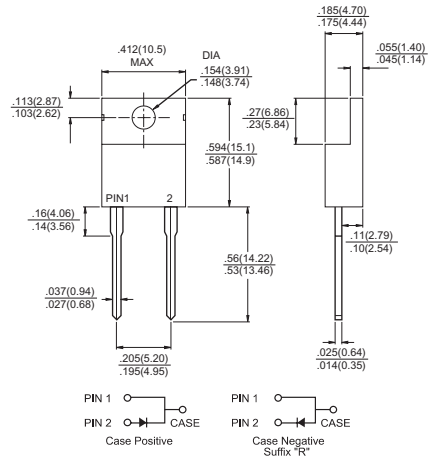 .185(4.70)
.175(4.44)
.412(10.5)
MAX
DIA
.154(3.91)
.148(3.74)
.055(1.40)
.045(1.14)
.113(2.87)
.103(2.62)
.27(6.86)
.23(5.84)
.594(15.1)
.587(14.9)
PIN1 2
.16(4.06)
.14(3.56)
.11(2.79)
.10(2.54)
.56(14.22)
.53(13.46)
.037(0.94)
.027(0.68)
.205(5.20)
.195(4.95)
.025(0.64)
.014(0.35)
PIN 1
PIN 2
CASE
Case Positive
PIN 1
PIN 2
CASE
Case Negative
Suffix "R"